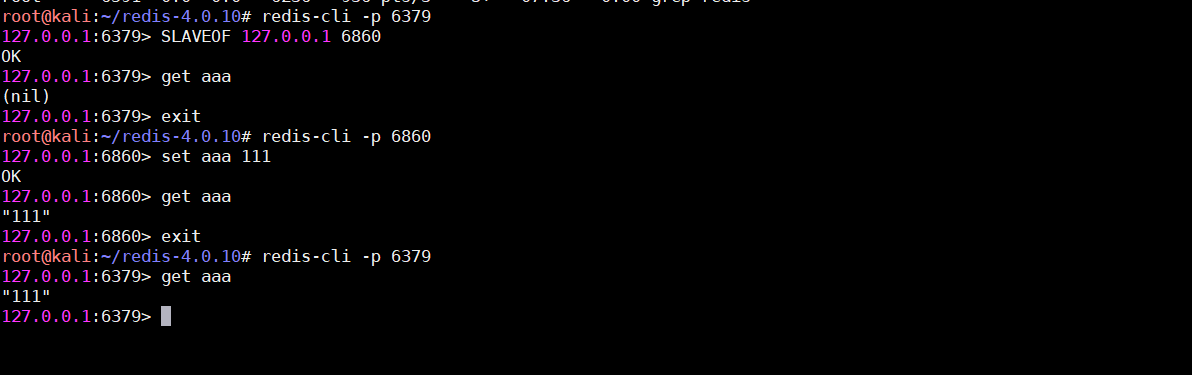 root@kali:~/redis-4.0.10# redis-cli -p 6379
127.0.0.1:6379> SLAVEOF 127.0.0.1 6860
OK
127.0.0.1:6379> get aaa
(nil)
127.0.0.1:6379> exit
root@kali:~/redis-4.0.10# redis-cli -p 6860
127.0.0.1:6860> set aaa 111
OK
127.0.0.1:6860> get aaa
"111"
127.0.0.1:6860> exit
root@kali:~/redis-4.0.10# redis-cli -p 6379
127.0.0.1:6379> get aaa
"111"
127.0.0.1:6379>